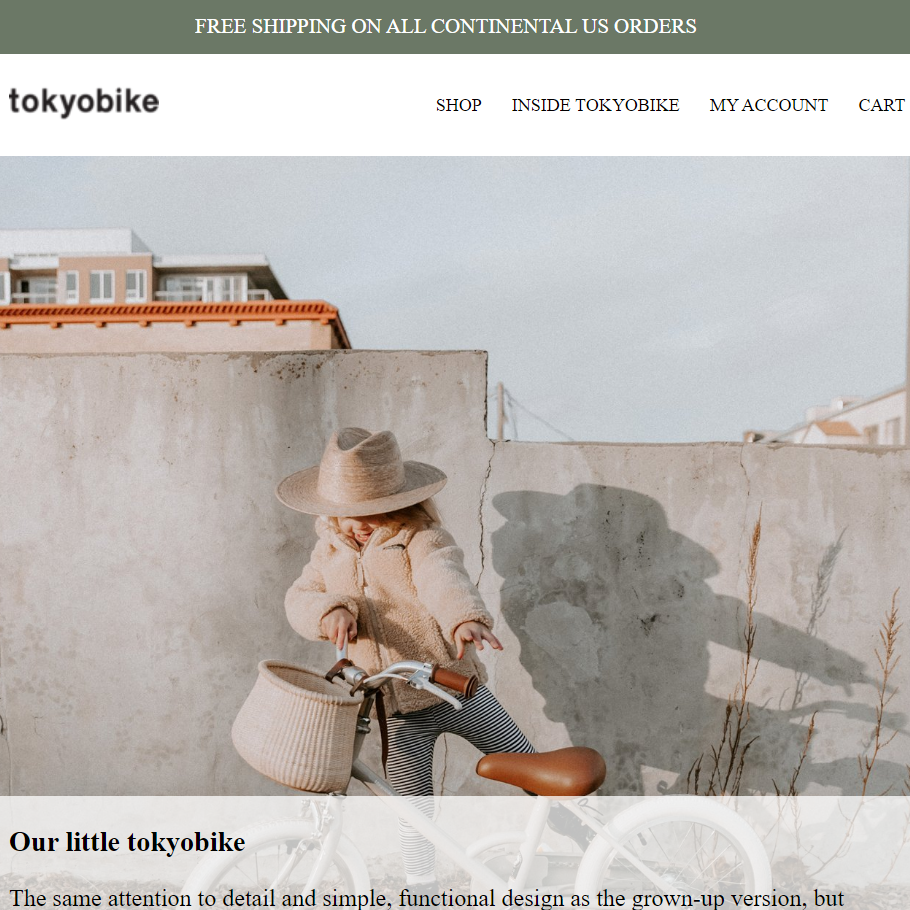 FREE SHIPPING ON ALL CONTINENTAL US ORDERS
tokyobike
SHOP INSIDE TOKYOBIKE MY ACCOUNT CART
Our little tokyobike
The same attention to detail and simple, functional design as the grown-up version, but